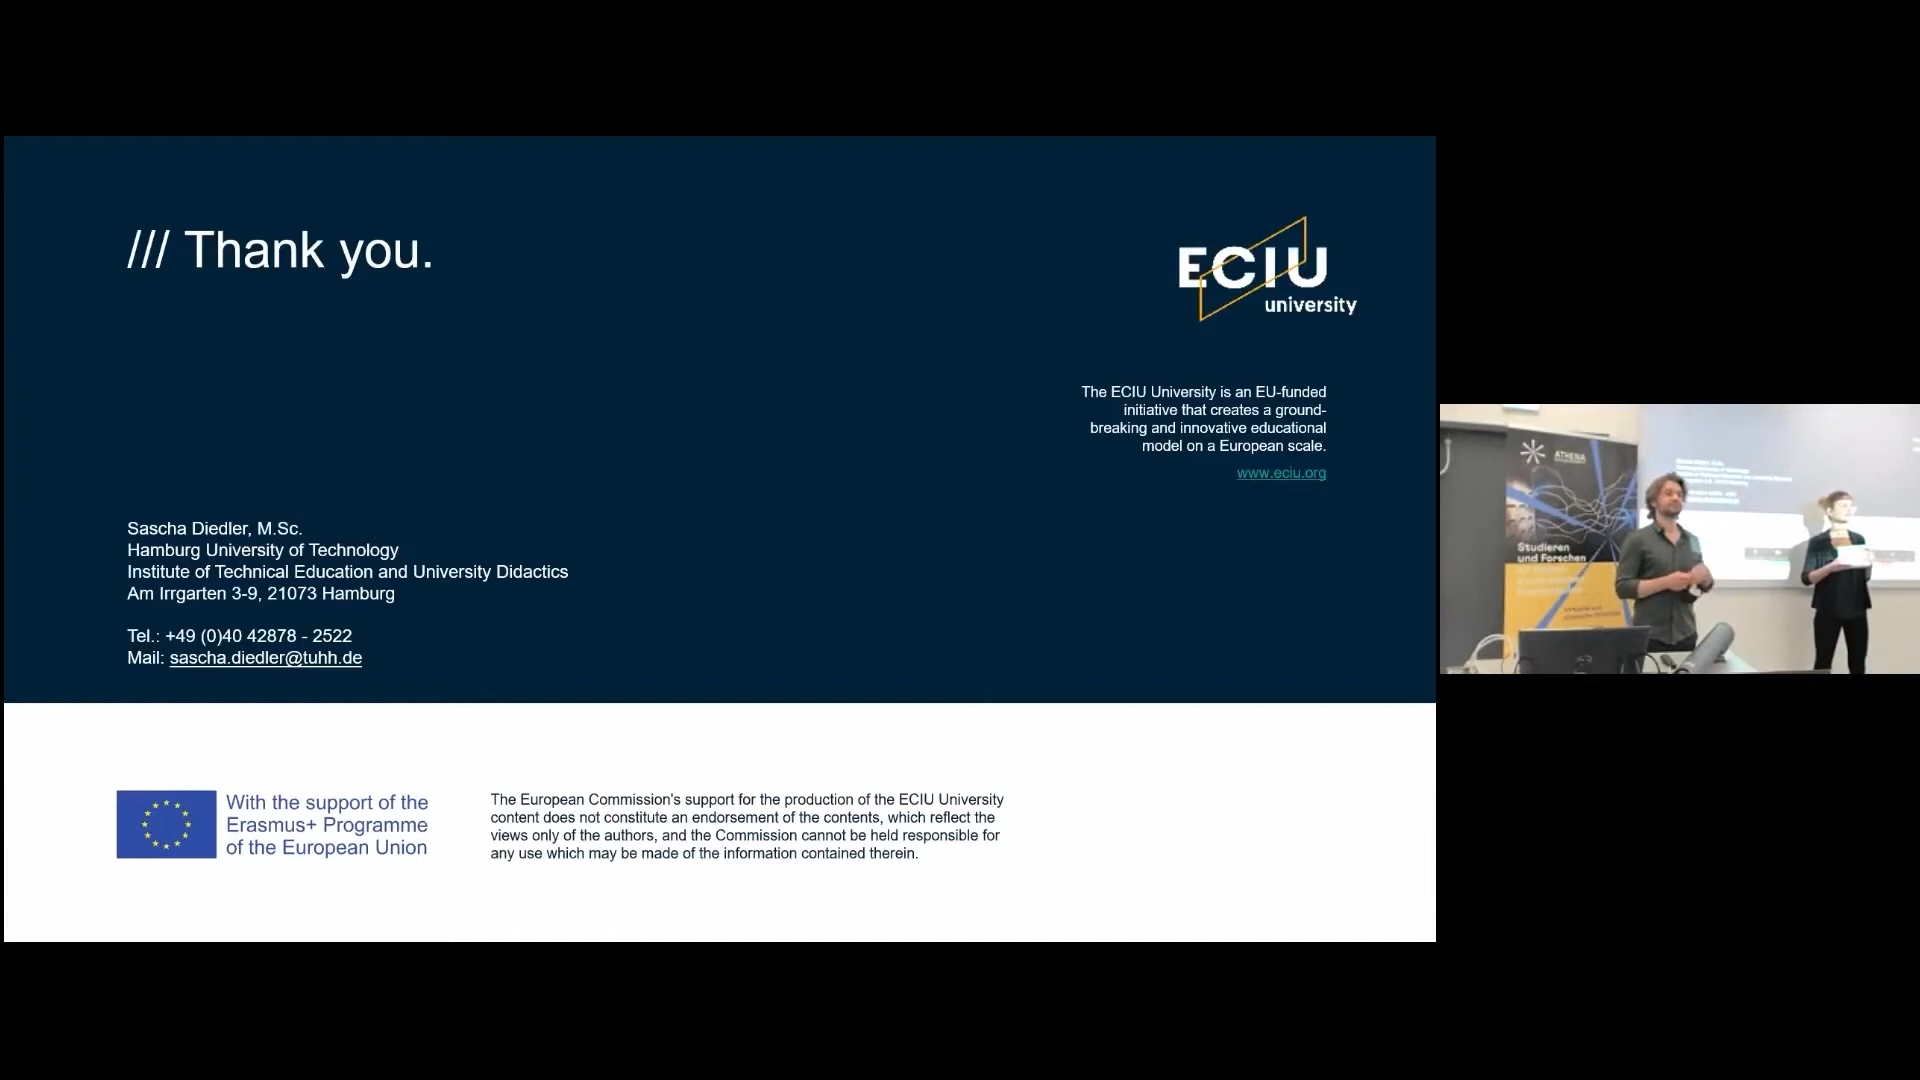 /// Thank you.
ECIU
university
The ECIU University is an EU-funded
initiative that creates a ground-
breaking and innovative educational
model on a European scale.
www.eciu.org
Sascha Diedler, M.Sc.
Hamburg University of Technology
Institute of Technical Education and University Didactics
Am Irrgarten 3-9, 21073 Hamburg
Tel.: +49 (0)40 42878 - 2522
Mail: sascha.diedler@tuhh.de
With the support of the
Erasmus+ Programme
of the European Union
The European Commission's support for the production of the ECIU University
content does not constitute an endorsement of the contents, which reflect the
views only of the authors, and the Commission cannot be held responsible for
any use which may be made of the information contained therein.
ATHENA
Studieren
und Forschen